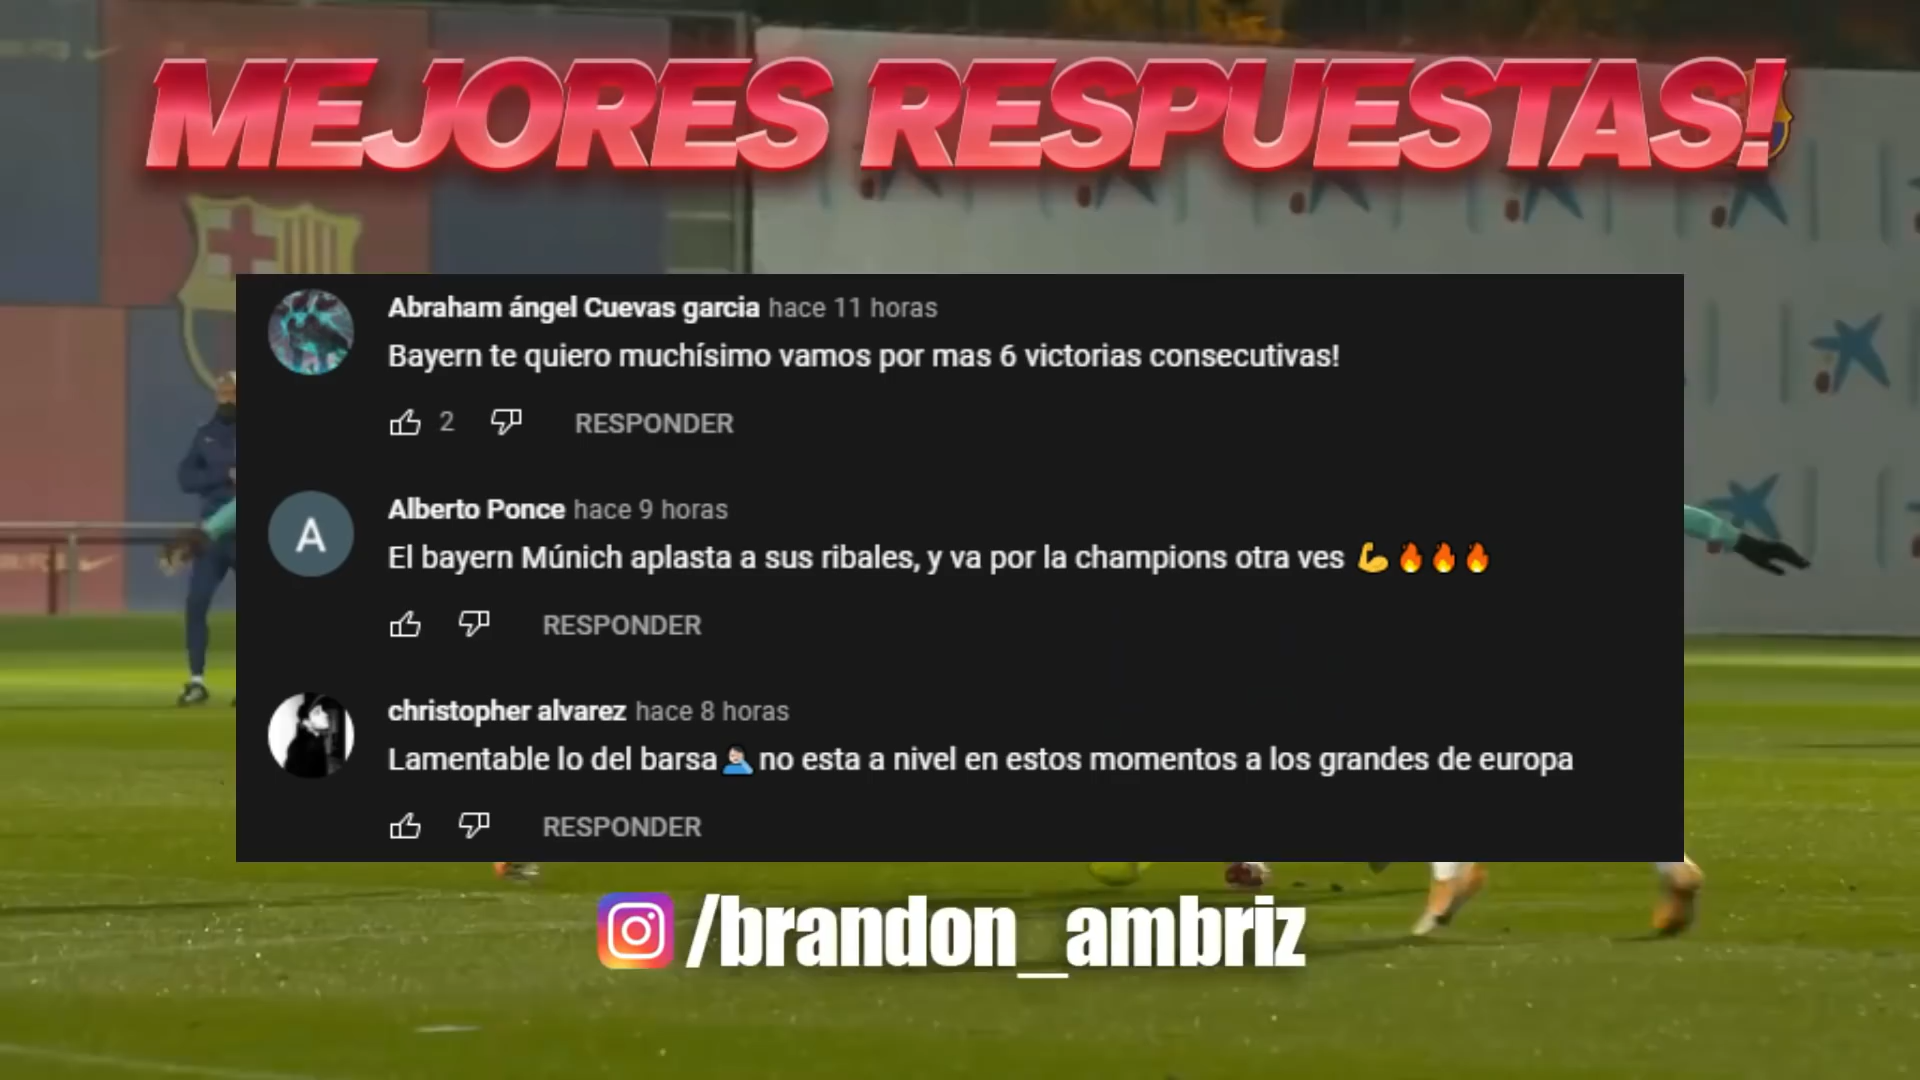 MEJORES RESPUESTAS!
Abraham ángel Cuevas garcia hace 11 horas
Bayern te quiero muchísimo vamos por mas 6 victorias consecutivas!
2 RESPONDER
A
Alberto Ponce hace 9 horas
El bayern Múnich aplasta a sus ribales, y va por la champions otra ves 💪🔥🔥🔥
RESPONDER
christopher alvarez hace 8 horas
Lamentable lo del barsa🤦🏻‍♂️no esta a nivel en estos momentos a los grandes de europa
RESPONDER
/brandon_ambriz